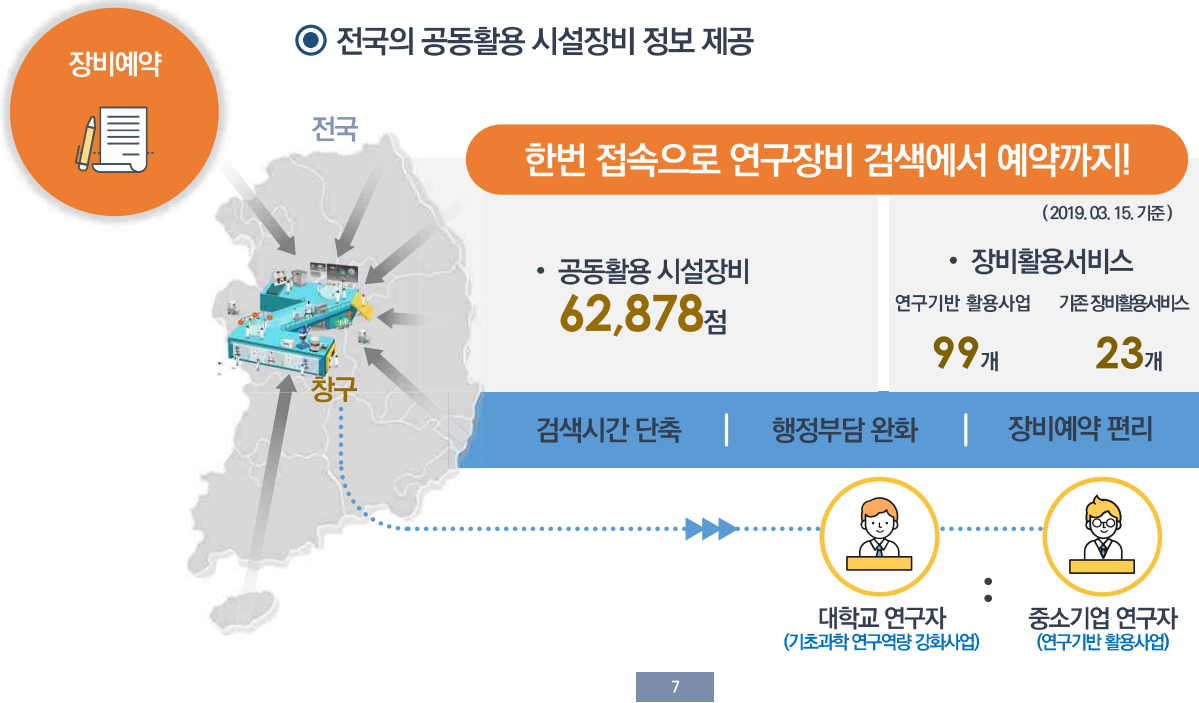 장비예약
전국의 공동활용 시설장비 정보 제공
전국
한번 접속으로 연구장비 검색에서 예약까지!
( 2019. 03. 15. 기준 )
• 공동활용 시설장비
62,878점
• 장비활용서비스
연구기반 활용사업
기존 장비활용서비스
99개
23개
창구
검색시간 단축
행정부담 완화
장비예약 편리
:
대학교 연구자
(기초과학 연구역량 강화사업)
중소기업 연구자
(연구기반 활용사업)
7